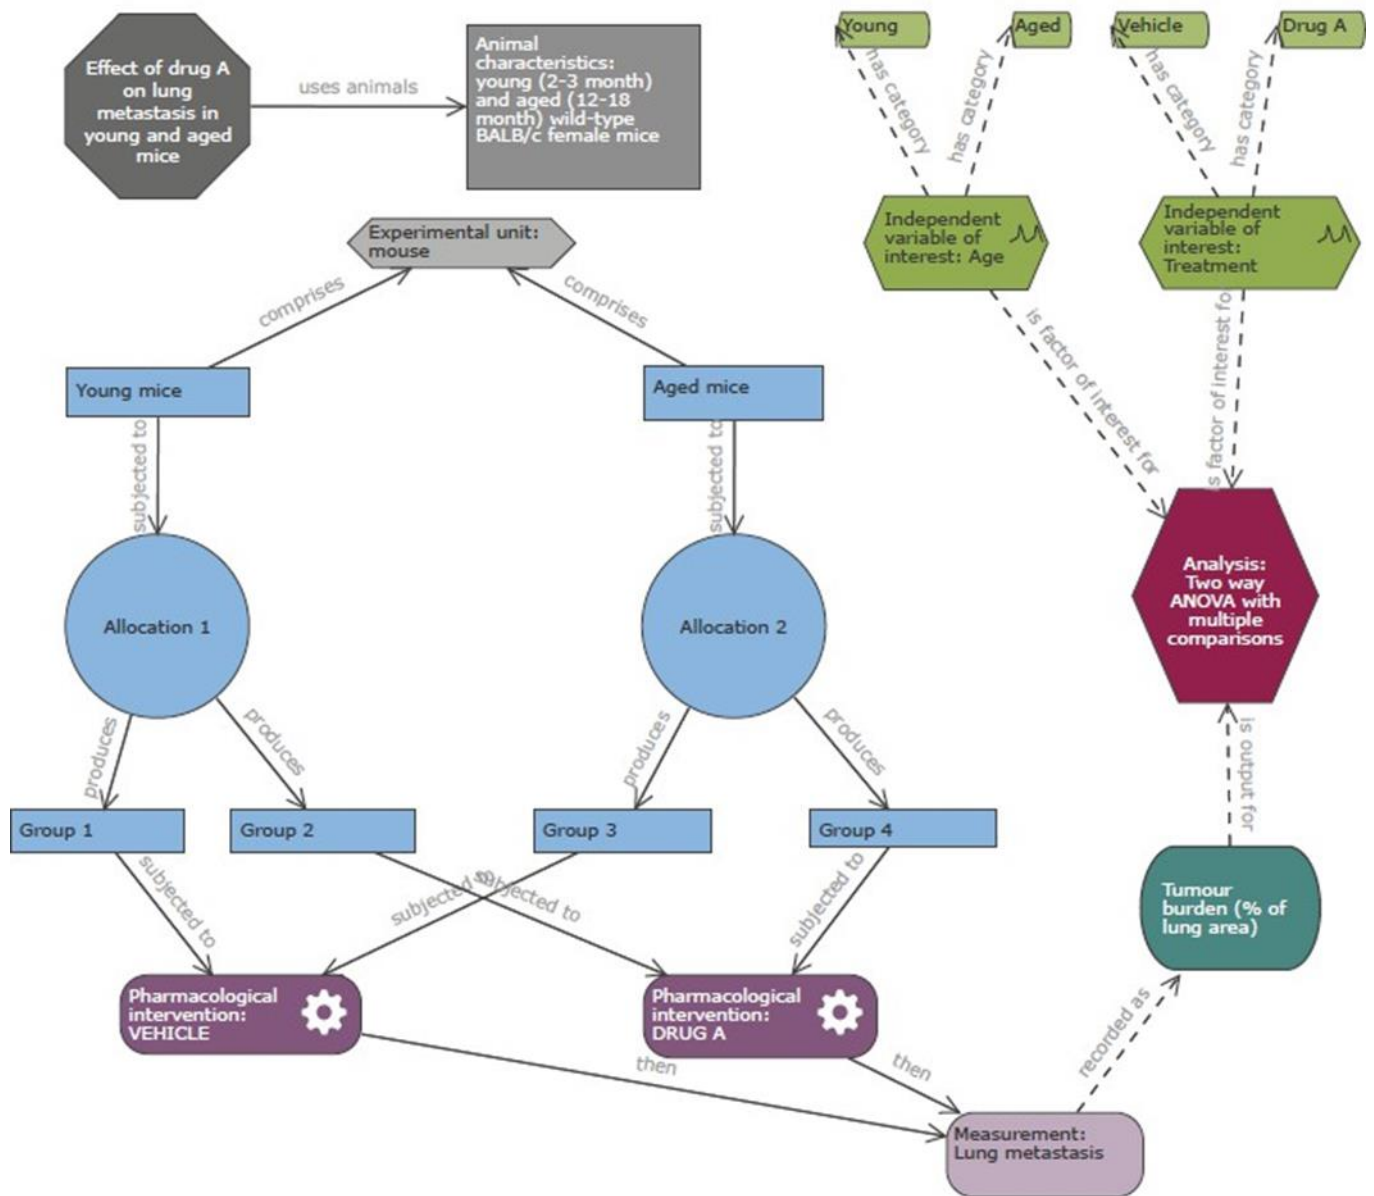 Effect of drug A
on lung
metastasis in
young and aged
mice
uses animals
Animal
characteristics:
young (2-3 month)
and aged (12-18
month) wild-type
BALB/c female mice
Young
Aged
Vehicle
Drug A
has category
has category
has category
has category
Independent
variable of
interest: Age
Independent
variable of
interest:
Treatment
Experimental unit:
mouse
comprises
comprises
is factor of interest for
is factor of interest for
Young mice
Aged mice
subjected to
subjected to
Allocation 1
Allocation 2
Analysis:
Two way
ANOVA with
multiple
comparisons
produces
produces
produces
produces
is output for
Group 1
Group 2
Group 3
Group 4
subjected to
subjected to
subjected to
subjected to
Tumour
burden (% of
lung area)
Pharmacological
intervention:
VEHICLE
Pharmacological
intervention:
DRUG A
then
then
recorded as
Measurement:
Lung metastasis